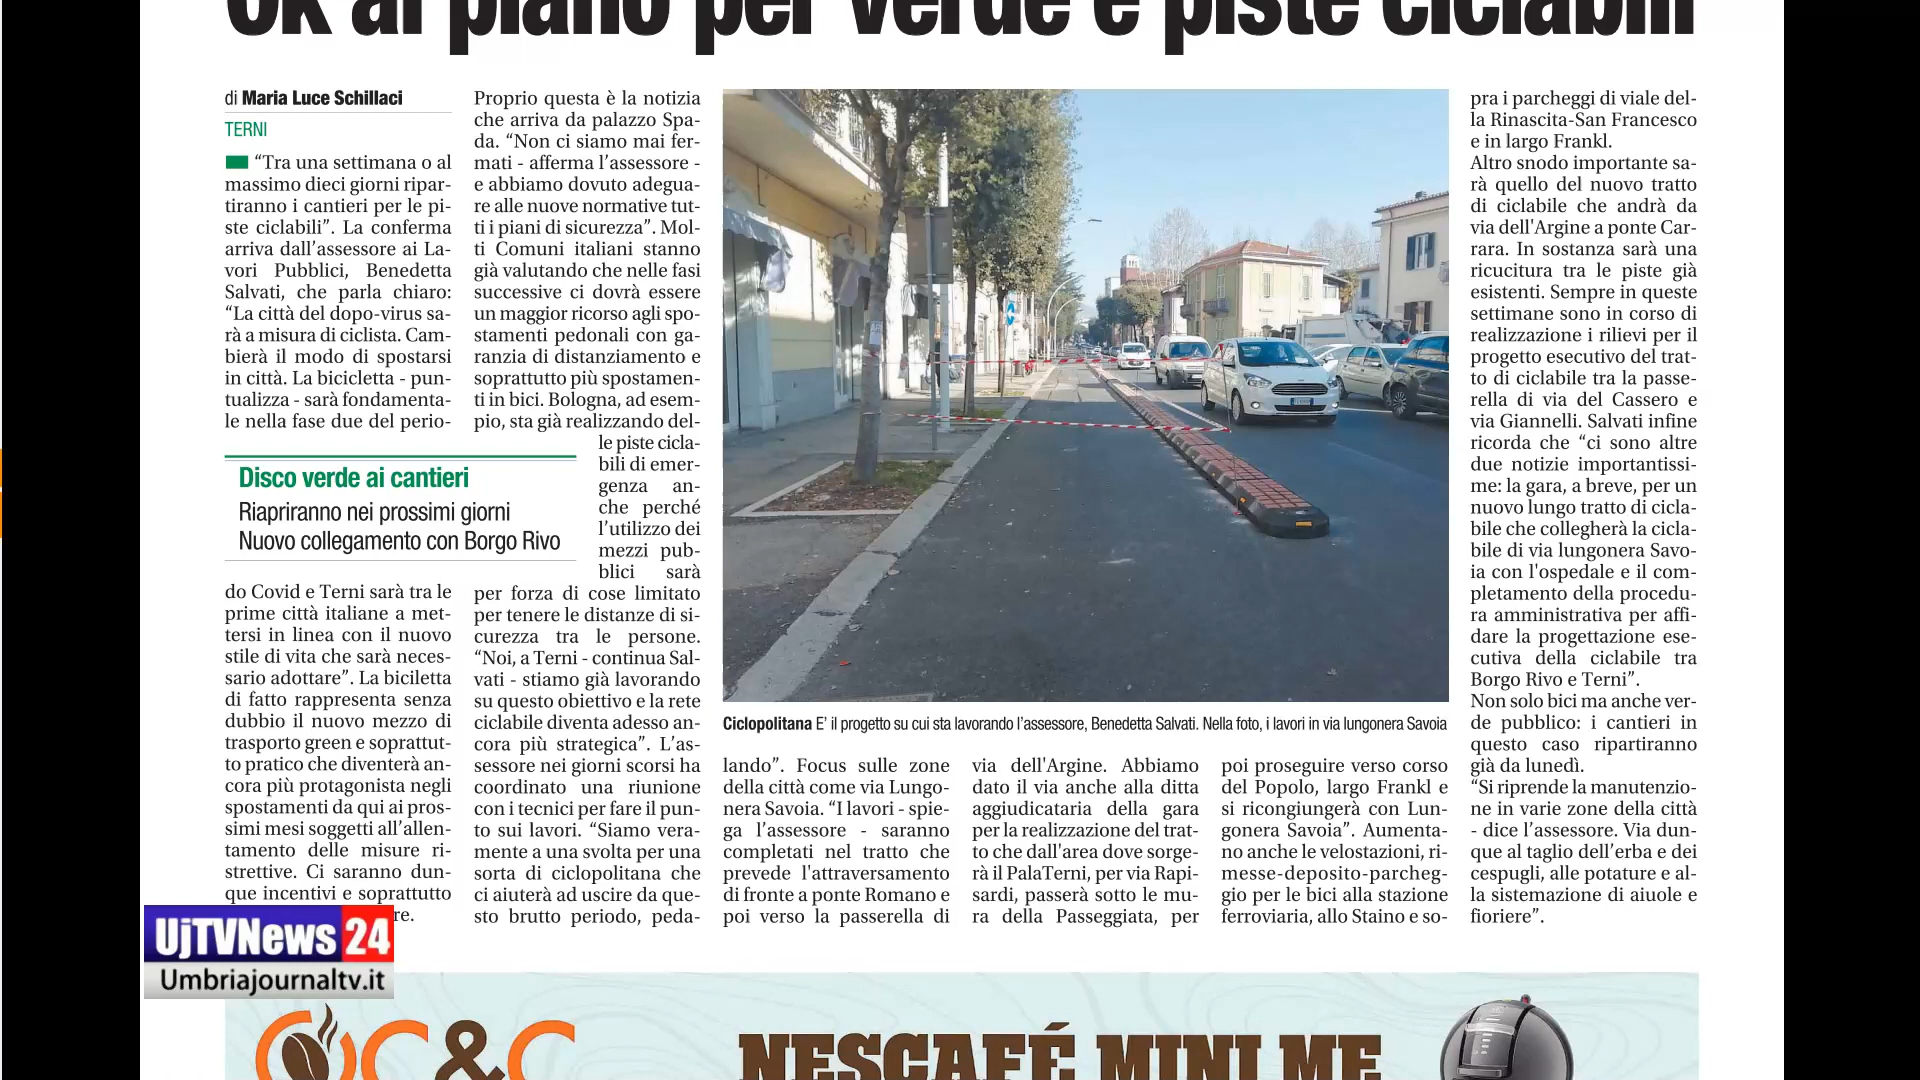 Ok al piano per verde e piste ciclabili
di Maria Luce Schillaci
TERNI
“Tra una settimana o al
massimo dieci giorni ripar-
tiranno i cantieri per le pi-
ste ciclabili”. La conferma
arriva dall’assessore ai La-
vori Pubblici, Benedetta
Salvati, che parla chiaro:
“La città del dopo-virus sa-
rà a misura di ciclista. Cam-
bierà il modo di spostarsi
in città. La bicicletta - pun-
tualizza - sarà fondamenta-
le nella fase due del perio-
Disco verde ai cantieri
Riapriranno nei prossimi giorni
Nuovo collegamento con Borgo Rivo
do Covid e Terni sarà tra le
prime città italiane a met-
tersi in linea con il nuovo
stile di vita che sarà neces-
sario adottare”. La biciletta
di fatto rappresenta senza
dubbio il nuovo mezzo di
trasporto green e soprattut-
to pratico che diventerà an-
cora più protagonista negli
spostamenti da qui ai pros-
simi mesi soggetti all’allen-
tamento delle misure ri-
strettive. Ci saranno dun-
que incentivi e soprattutto
re.
Proprio questa è la notizia
che arriva da palazzo Spa-
da. “Non ci siamo mai fer-
mati - afferma l’assessore -
e abbiamo dovuto adegua-
re alle nuove normative tut-
ti i piani di sicurezza”. Mol-
ti Comuni italiani stanno
già valutando che nelle fasi
successive ci dovrà essere
un maggior ricorso agli spo-
stamenti pedonali con ga-
ranzia di distanziamento e
soprattutto più spostamen-
ti in bici. Bologna, ad esem-
pio, sta già realizzando del-
le piste cicla-
bili di emer-
genza an-
che perché
l’utilizzo dei
mezzi pub-
blici sarà
per forza di cose limitato
per tenere le distanze di si-
curezza tra le persone.
“Noi, a Terni - continua Sal-
vati - stiamo già lavorando
su questo obiettivo e la rete
ciclabile diventa adesso an-
cora più strategica”. L’as-
sessore nei giorni scorsi ha
coordinato una riunione
con i tecnici per fare il pun-
to sui lavori. “Siamo vera-
mente a una svolta per una
sorta di ciclopolitana che
ci aiuterà ad uscire da que-
sto brutto periodo, peda-
Ciclopolitana E’ il progetto su cui sta lavorando l’assessore, Benedetta Salvati. Nella foto, i lavori in via lungonera Savoia
lando”. Focus sulle zone
della città come via Lungo-
nera Savoia. “I lavori - spie-
ga l’assessore - saranno
completati nel tratto che
prevede l'attraversamento
di fronte a ponte Romano e
poi verso la passerella di
via dell'Argine. Abbiamo
dato il via anche alla ditta
aggiudicataria della gara
per la realizzazione del trat-
to che dall'area dove sorge-
rà il PalaTerni, per via Rapi-
sardi, passerà sotto le mu-
ra della Passeggiata, per
poi proseguire verso corso
del Popolo, largo Frankl e
si ricongiungerà con Lun-
gonera Savoia”. Aumenta-
no anche le velostazioni, ri-
messe-deposito-parcheg-
gio per le bici alla stazione
ferroviaria, allo Staino e so-
pra i parcheggi di viale del-
la Rinascita-San Francesco
e in largo Frankl.
Altro snodo importante sa-
rà quello del nuovo tratto
di ciclabile che andrà da
via dell'Argine a ponte Car-
rara. In sostanza sarà una
ricucitura tra le piste già
esistenti. Sempre in queste
settimane sono in corso di
realizzazione i rilievi per il
progetto esecutivo del trat-
to di ciclabile tra la passe-
rella di via del Cassero e
via Giannelli. Salvati infine
ricorda che “ci sono altre
due notizie importantissi-
me: la gara, a breve, per un
nuovo lungo tratto di cicla-
bile che collegherà la cicla-
bile di via lungonera Savo-
ia con l'ospedale e il com-
pletamento della procedu-
ra amministrativa per affi-
dare la progettazione ese-
cutiva della ciclabile tra
Borgo Rivo e Terni”.
Non solo bici ma anche ver-
de pubblico: i cantieri in
questo caso ripartiranno
già da lunedì.
“Si riprende la manutenzio-
ne in varie zone della città
- dice l’assessore. Via dun-
que al taglio dell’erba e dei
cespugli, alle potature e al-
la sistemazione di aiuole e
fioriere”.
UjTVNews 24
Umbriajournaltv.it
C&C
NESCAFÉ MINI ME